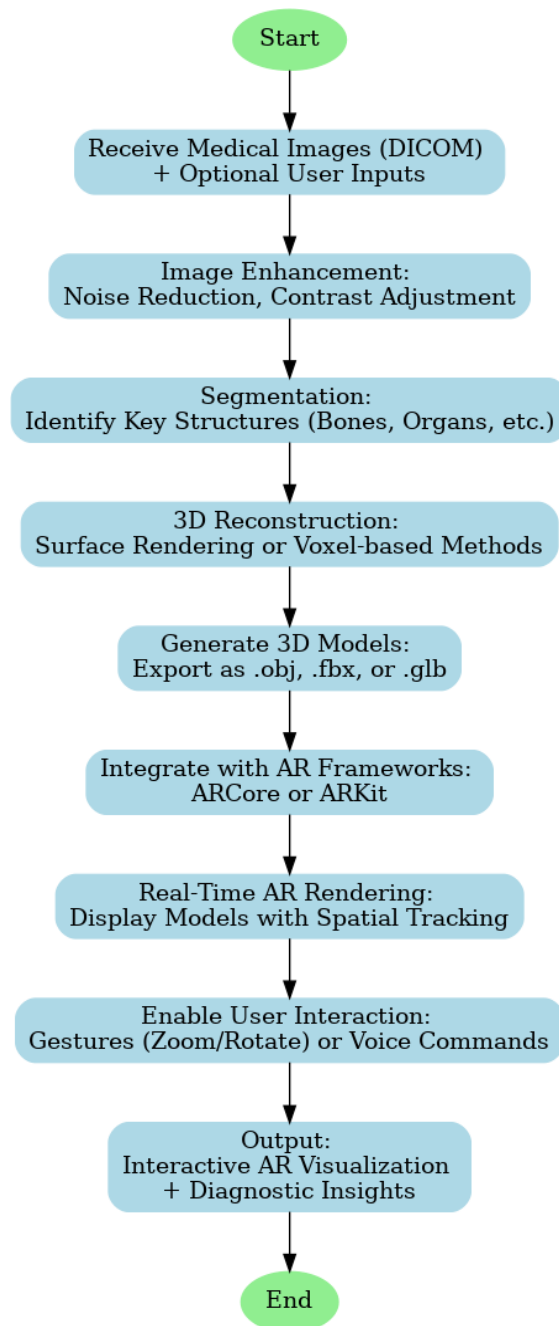 Start
Receive Medical Images (DICOM)
+ Optional User Inputs
Image Enhancement:
Noise Reduction, Contrast Adjustment
Segmentation:
Identify Key Structures (Bones, Organs, etc.)
3D Reconstruction:
Surface Rendering or Voxel-based Methods
Generate 3D Models:
Export as .obj, .fbx, or .glb
Integrate with AR Frameworks:
ARCore or ARKit
Real-Time AR Rendering:
Display Models with Spatial Tracking
Enable User Interaction:
Gestures (Zoom/Rotate) or Voice Commands
Output:
Interactive AR Visualization
+ Diagnostic Insights
End